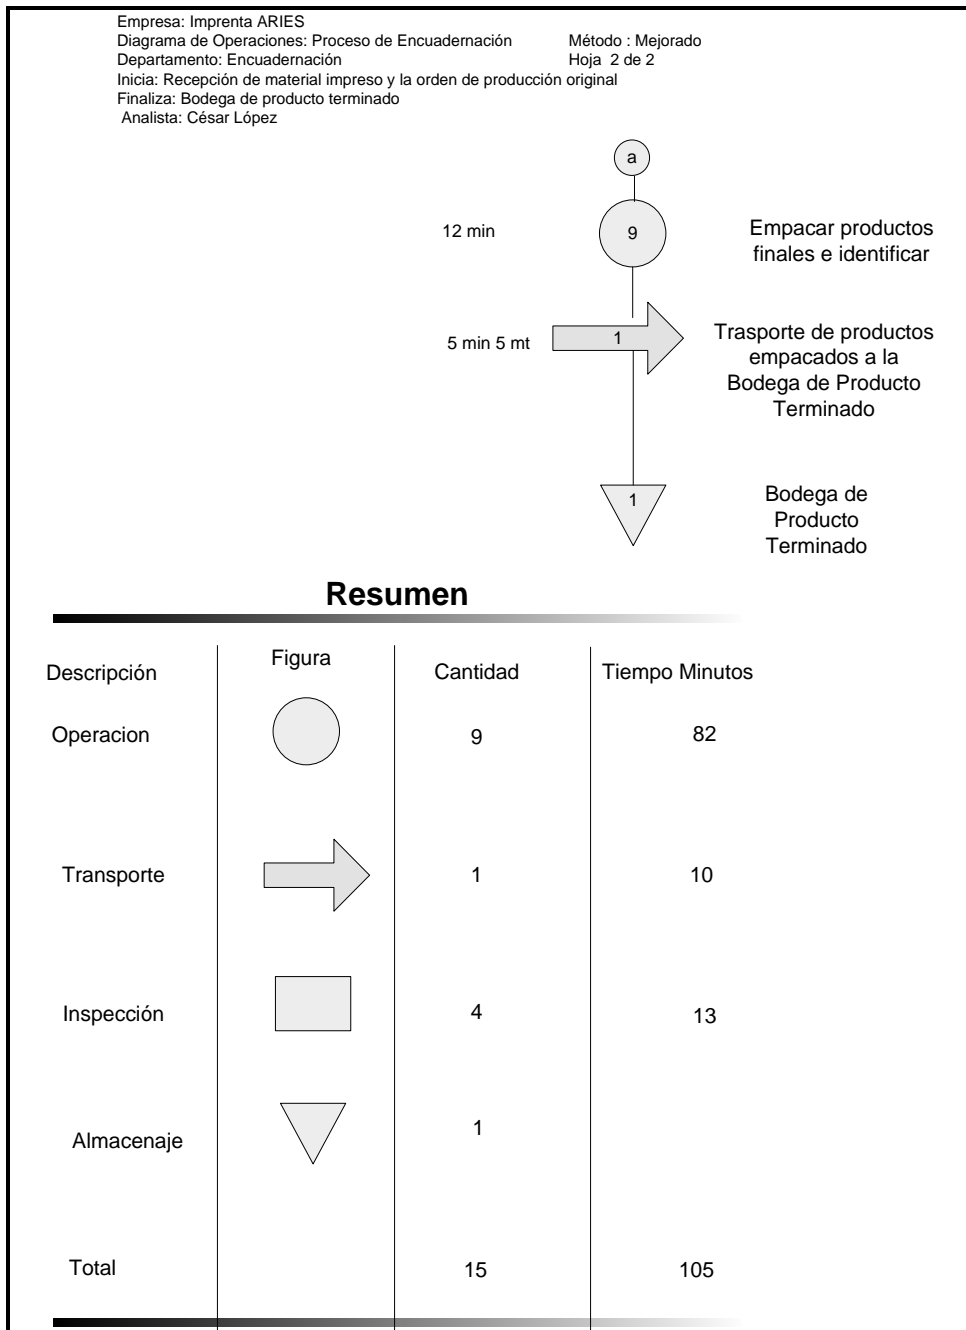 Empresa: Imprenta ARIES
Diagrama de Operaciones: Proceso de Encuadernación Método : Mejorado
Departamento: Encuadernación Hoja 2 de 2
Inicia: Recepción de material impreso y la orden de producción original
Finaliza: Bodega de producto terminado
Analista: César López
a
12 min 9 Empacar productos
finales e identificar
5 min 5 mt 1 Trasporte de productos
empacados a la
Bodega de Producto
Terminado
1 Bodega de
Producto
Terminado
Resumen
Descripción Figura Cantidad Tiempo Minutos
Operacion 9 82
Transporte 1 10
Inspección 4 13
Almacenaje 1
Total 15 105